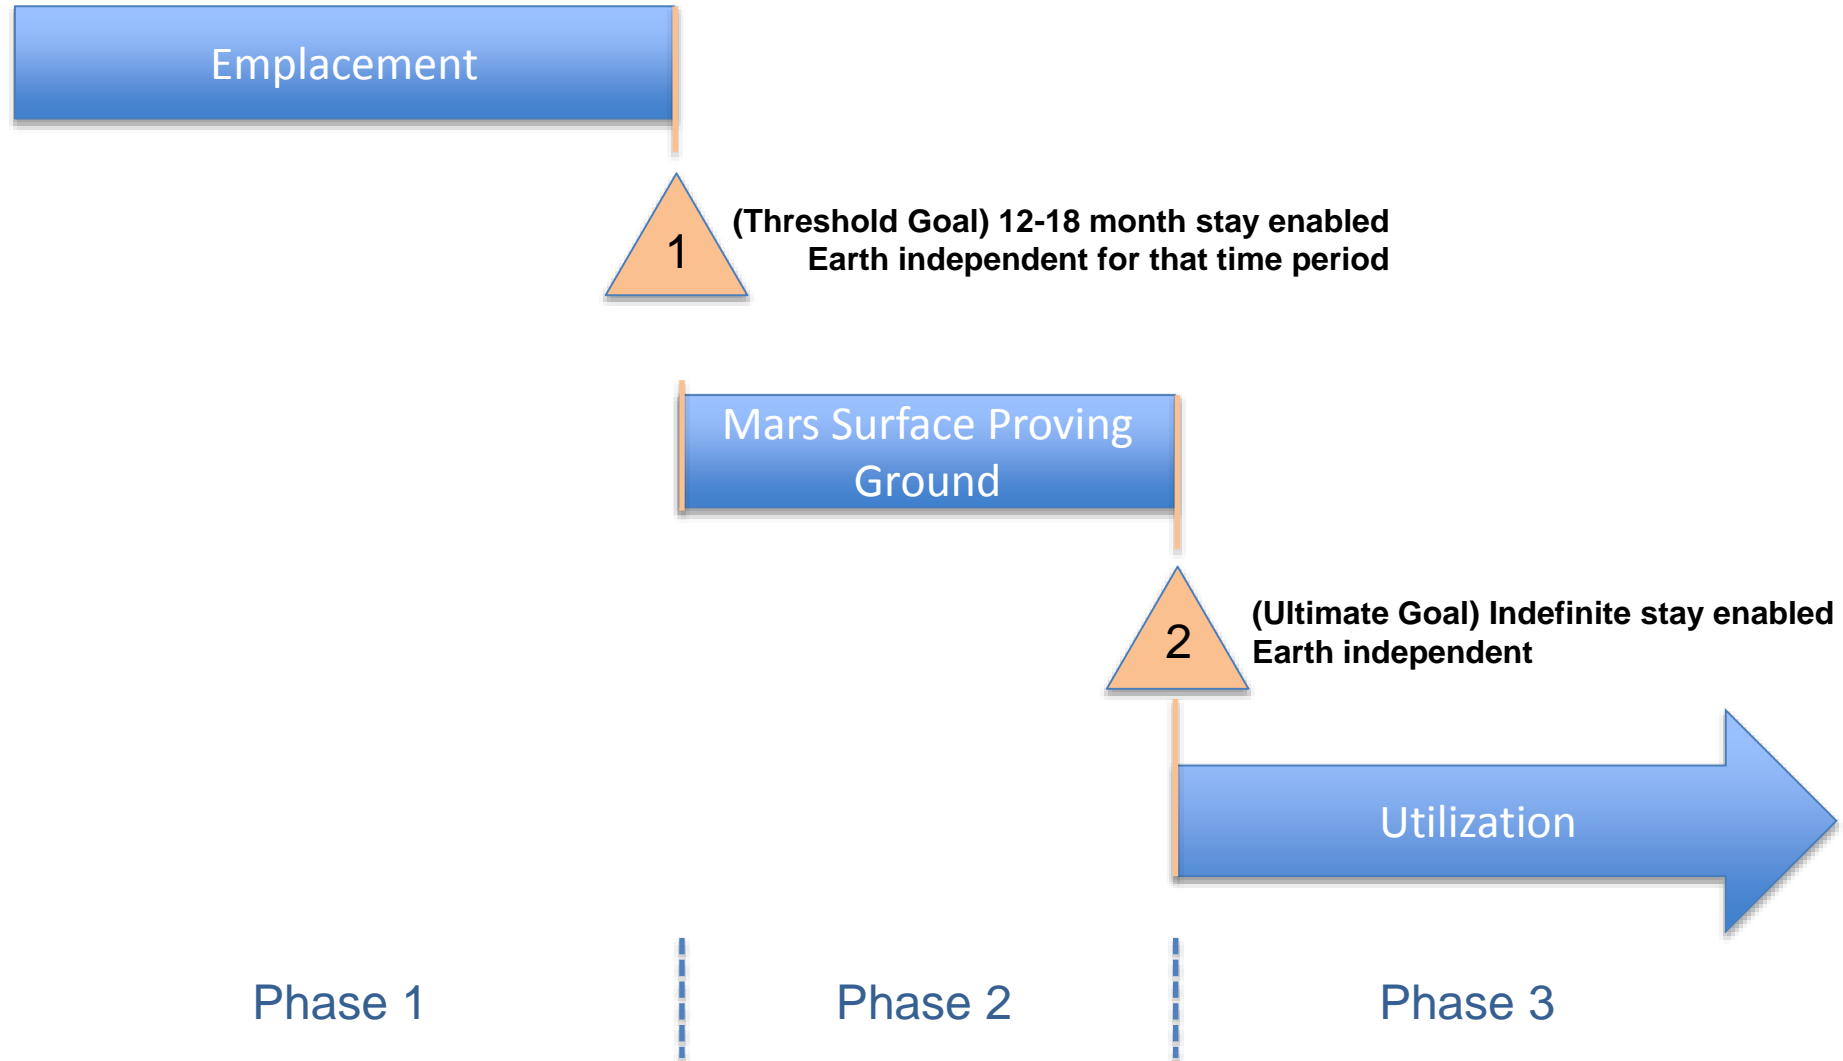 Emplacement
1
(Threshold Goal) 12-18 month stay enabled
Earth independent for that time period
Mars Surface Proving
Ground
2
(Ultimate Goal) Indefinite stay enabled
Earth independent
Utilization
Phase 1
Phase 2
Phase 3